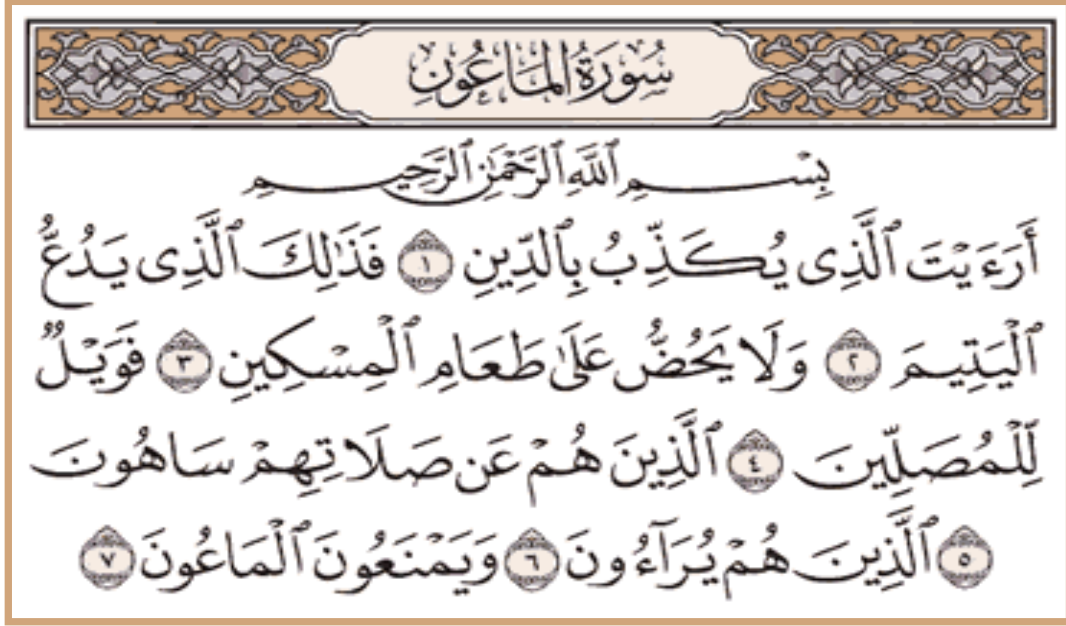 سُورَةُ المَاعُونِ
بِسْمِ ٱللَّهِ ٱلرَّحْمَٰنِ ٱلرَّحِيمِ
أَرَءَيْتَ ٱلَّذِى يُكَذِّبُ بِٱلدِّينِ ١ فَذَٰلِكَ ٱلَّذِى يَدُعُّ
ٱلْيَتِيمَ ٢ وَلَا يَحُضُّ عَلَىٰ طَعَامِ ٱلْمِسْكِينِ ٣ فَوَيْلٌ
لِّلْمُصَلِّينَ ٤ ٱلَّذِينَ هُمْ عَن صَلَاتِهِمْ سَاهُونَ
٥ ٱلَّذِينَ هُمْ يُرَآءُونَ ٦ وَيَمْنَعُونَ ٱلْمَاعُونَ ٧